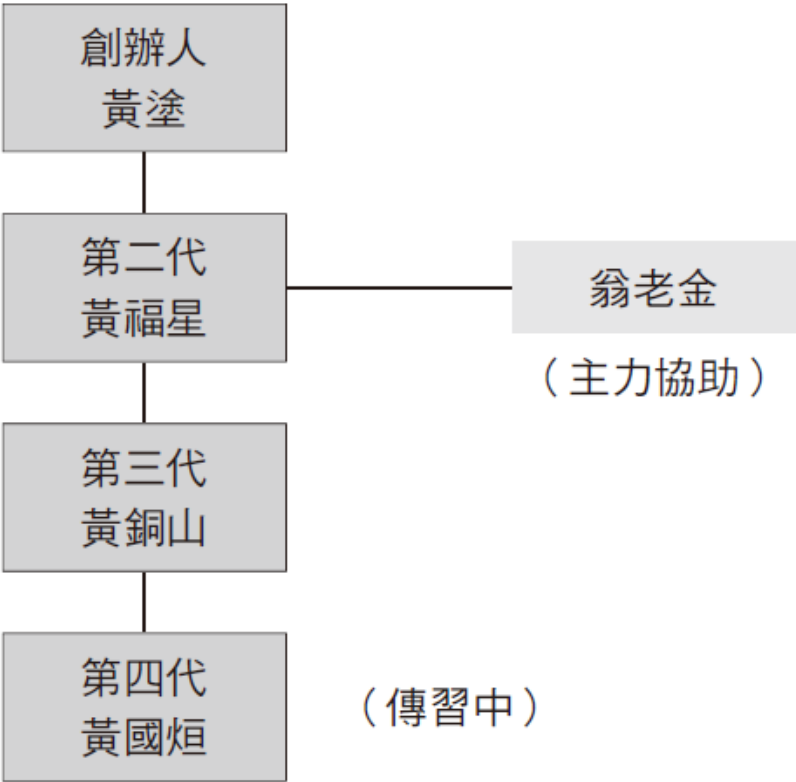 創辦人
黃塗
第二代
黃福星
翁老金
（主力協助）
第三代
黃銅山
第四代
黃國烜
（傳習中）